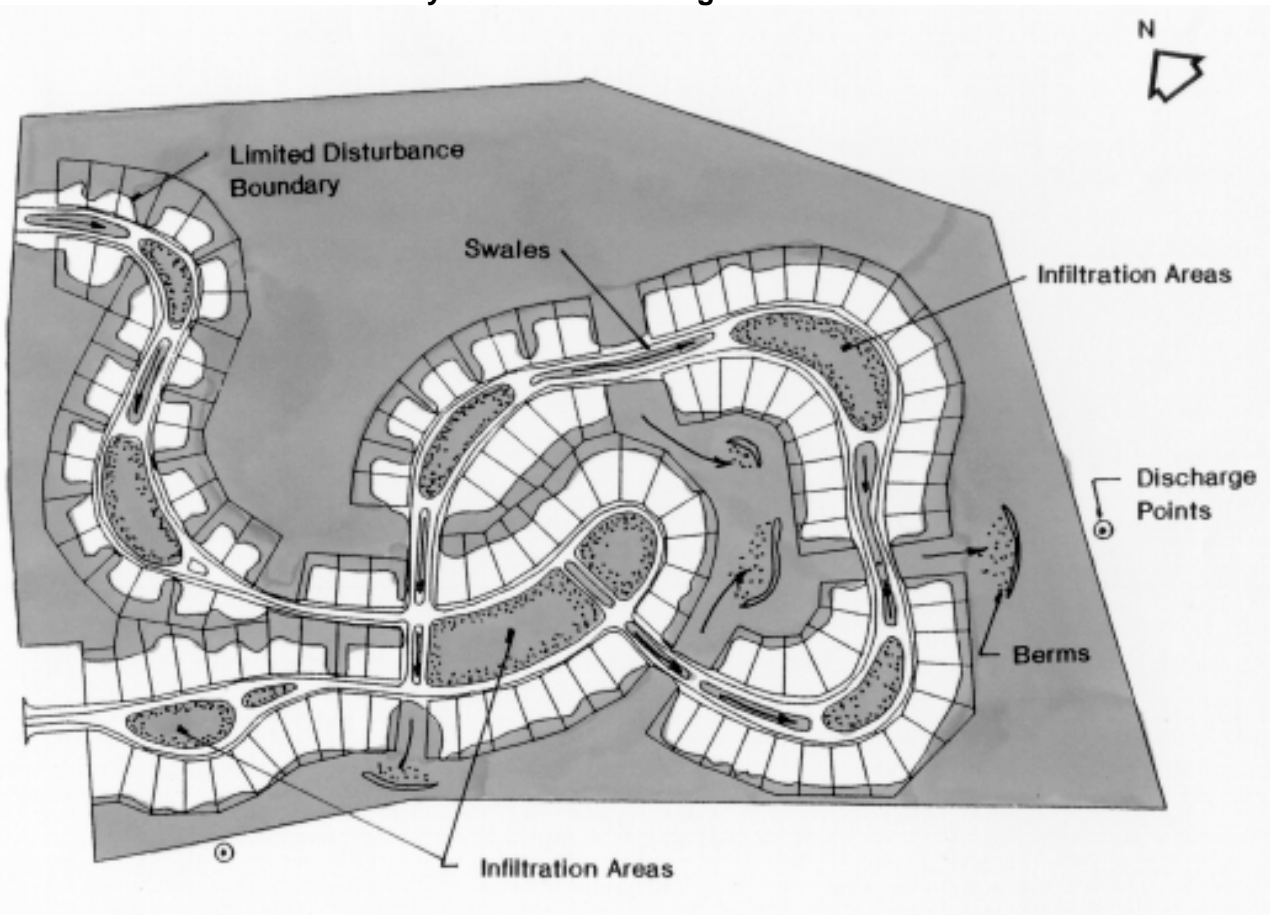 N
Limited Disturbance
Boundary
Swales
Infiltration Areas
Discharge
Points
Berms
Infiltration Areas